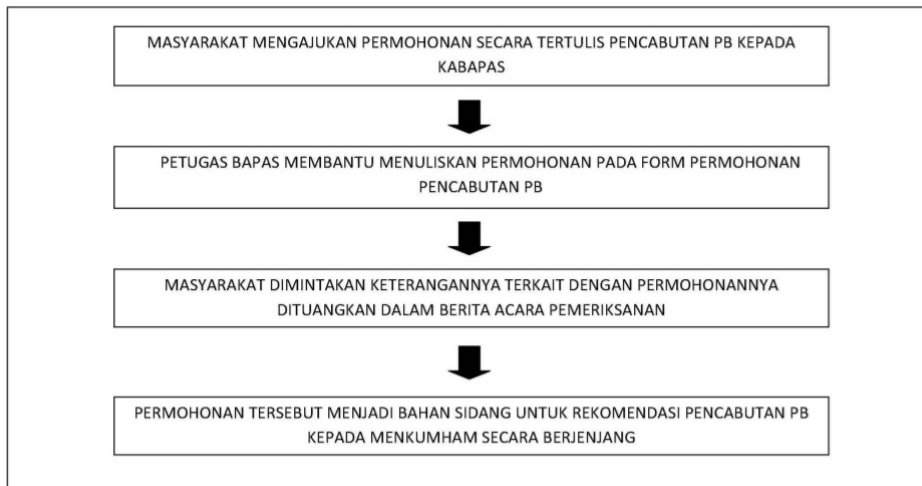 MASYARAKAT MENGAJUKAN PERMOHONAN SECARA TERTULIS PENCABUTAN PB KEPADA
KABAPAS
PETUGAS BAPAS MEMBANTU MENULISKAN PERMOHONAN PADA FORM PERMOHONAN
PENCABUTAN PB
MASYARAKAT DIMINTAKAN KETERANGANNYA TERKAIT DENGAN PERMOHONANNYA
DITUANGKAN DALAM BERITA ACARA PEMERIKSANAN
PERMOHONAN TERSEBUT MENJADI BAHAN SIDANG UNTUK REKOMENDASI PENCABUTAN PB
KEPADA MENKUMHAM SECARA BERJENJANG